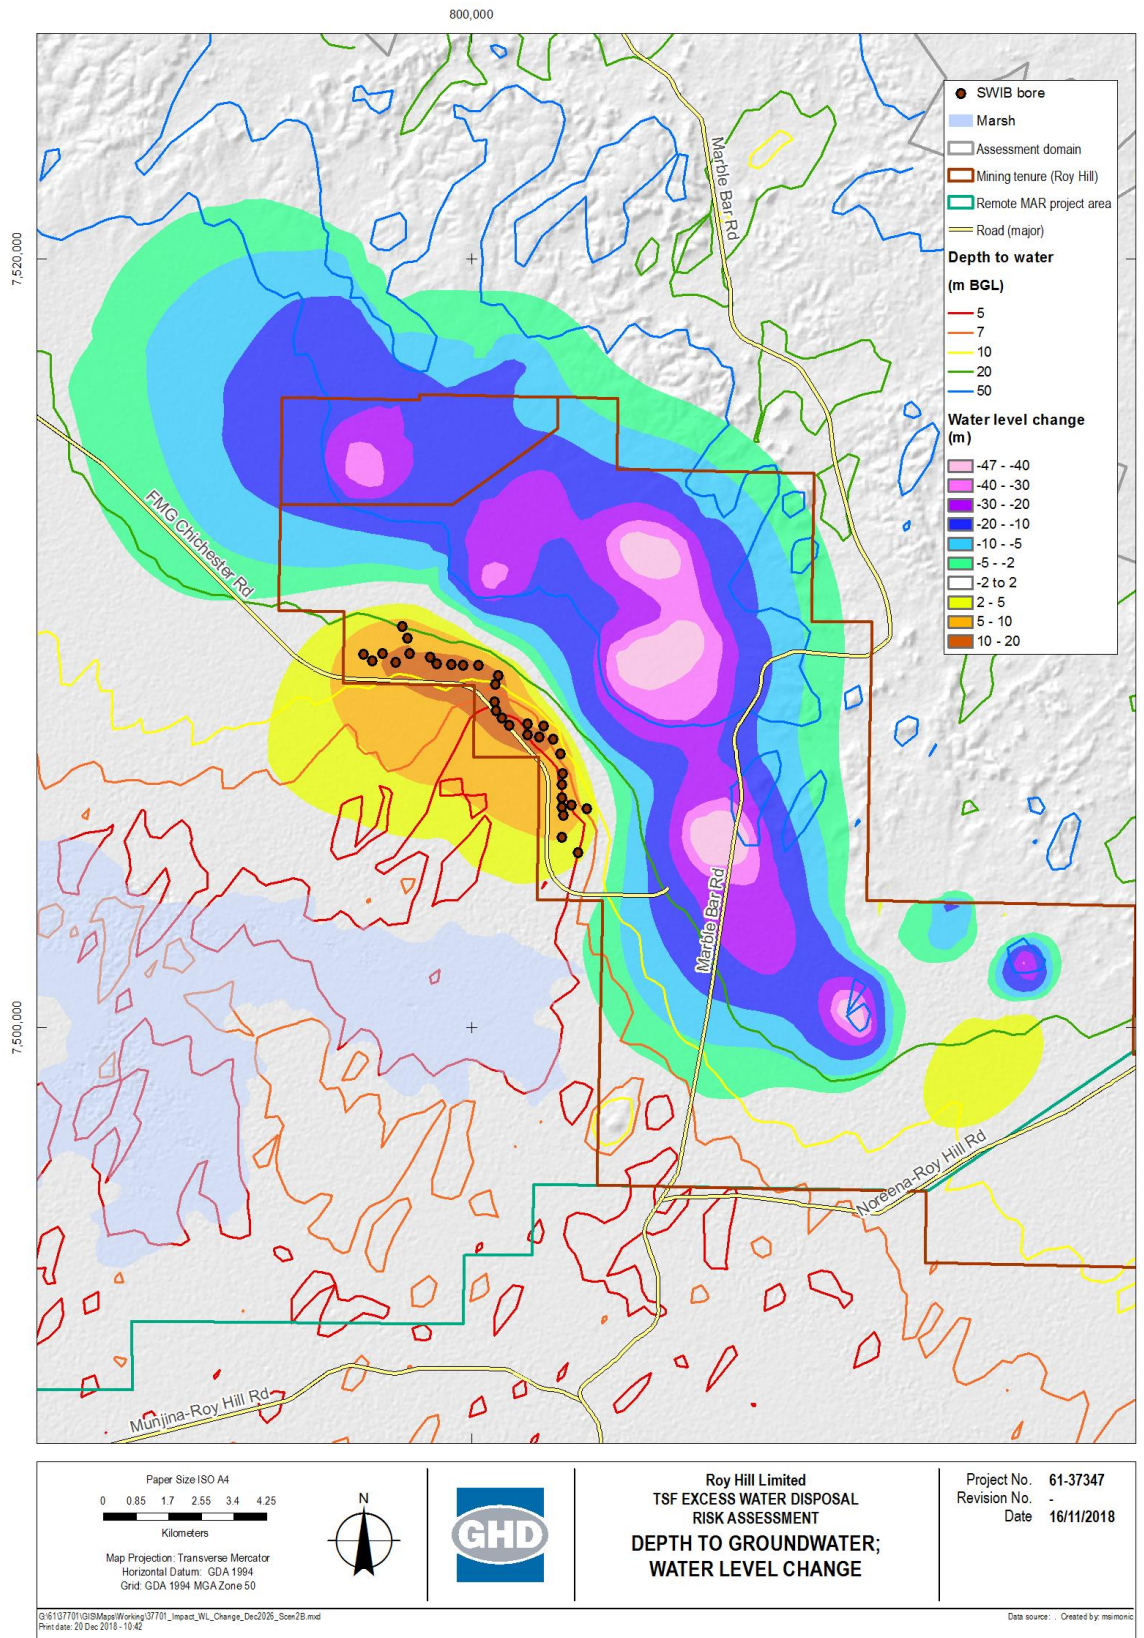 800,000
7,520,000
7,500,000
Marble Bar Rd
FMG Chichester Rd
Marble Bar Rd
Noreena-Roy Hill Rd
Munjina-Roy Hill Rd
SWIB bore
Marsh
Assessment domain
Mining tenure (Roy Hill)
Remote MAR project area
Road (major)
Depth to water
(m BGL)
5
7
10
20
50
Water level change
(m)
-47 - -40
-40 - -30
-30 - -20
-20 - -10
-10 - -5
-5 - -2
-2 to 2
2 - 5
5 - 10
10 - 20
Paper Size ISO A4
0 0.85 1.7 2.55 3.4 4.25
Kilometers
Map Projection: Transverse Mercator
Horizontal Datum: GDA 1994
Grid: GDA 1994 MGA Zone 50
N
GHD
Roy Hill Limited
TSF EXCESS WATER DISPOSAL
RISK ASSESSMENT
DEPTH TO GROUNDWATER;
WATER LEVEL CHANGE
Project No. 61-37347
Revision No. -
Date 16/11/2018
G:\61\37701\GIS\Maps\Working\37701_Impact_WL_Change_Dec2026_Scen2B.mxd
Print date: 20 Dec 2018 - 10:42
Data source: . Created by: msimonic